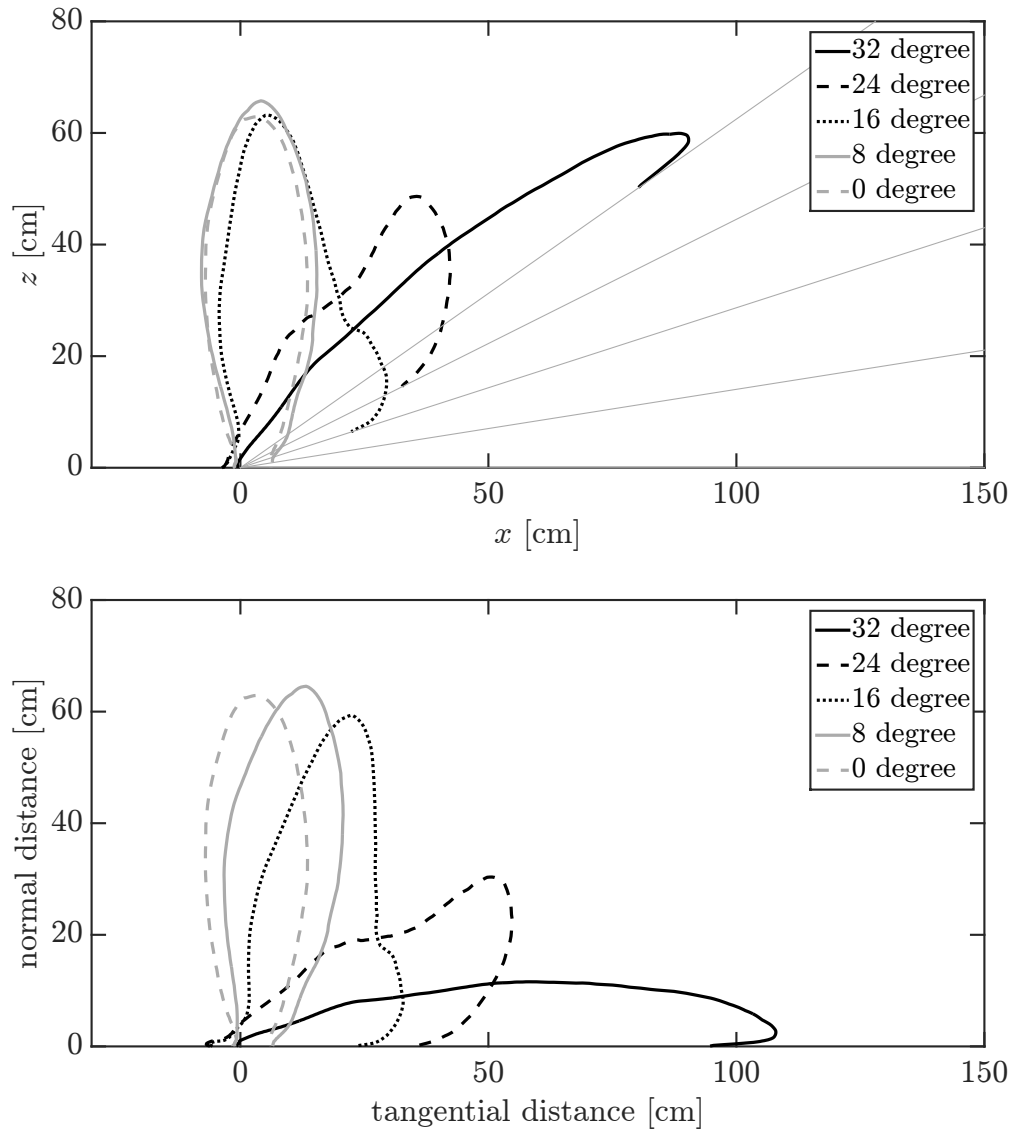 80
60
40
20
0
z [cm]
0
50
100
150
x [cm]
32 degree
24 degree
16 degree
8 degree
0 degree
80
60
40
20
0
normal distance [cm]
0
50
100
150
tangential distance [cm]
32 degree
24 degree
16 degree
8 degree
0 degree